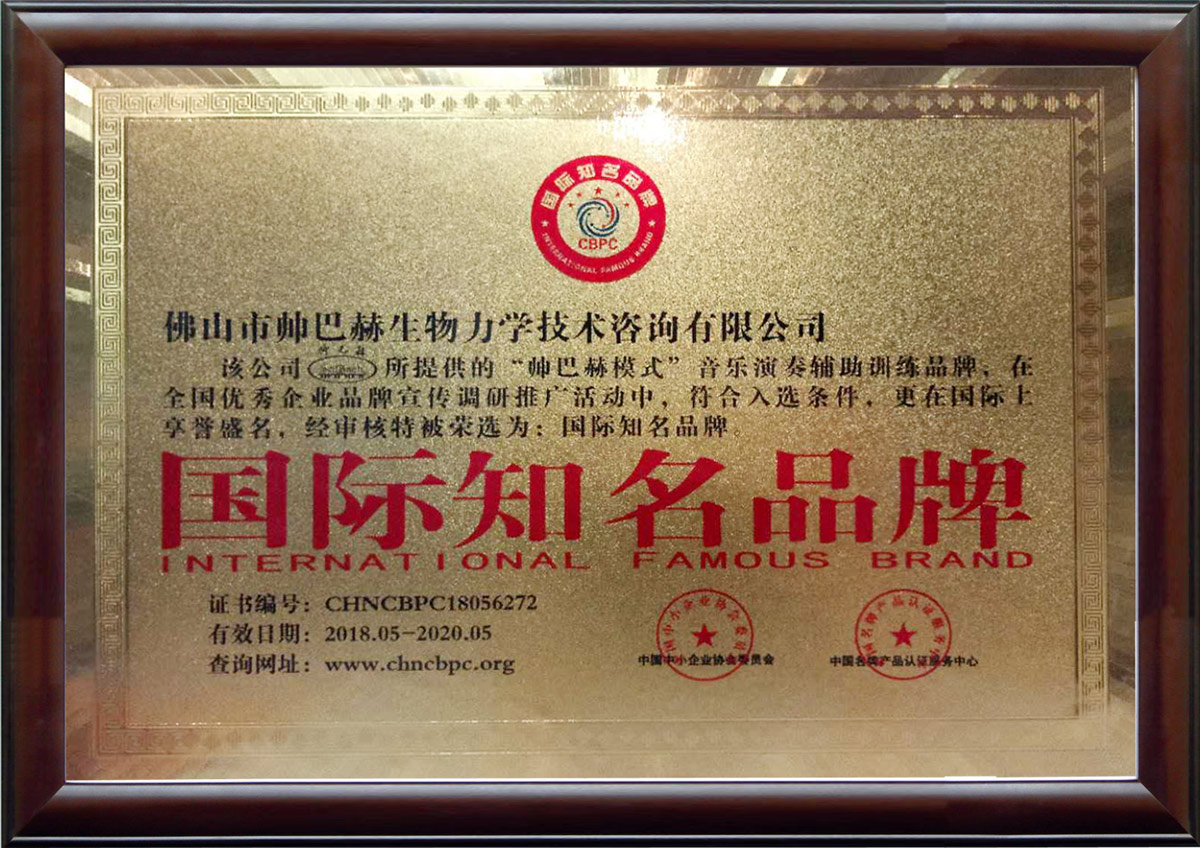 国际知名品牌
CBPC
INTERNATIONAL FAMOUS BRAND
佛山市帅巴赫生物力学技术咨询有限公司
该公司 帅巴赫 所提供的“帅巴赫模式”音乐演奏辅助训练品牌，在
全国优秀企业品牌宣传调研推广活动中，符合入选条件，更在国际上
享誉盛名，经审核特被荣选为：国际知名品牌。
国际知名品牌
INTERNATIONAL FAMOUS BRAND
证书编号：CHNCBPC18056272
有效日期：2018.05-2020.05
查询网址：www.chncbpc.org
中国中小企业协会委员会
中国名牌产品认证服务中心